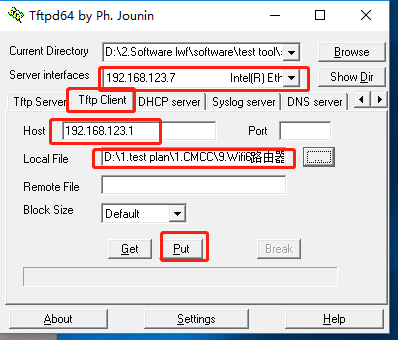 Tftpd64 by Ph. Jounin
Current Directory D:\2.Software lwf\software\test tool\: Browse
Server interfaces 192.168.123.7 Intel(R) Eth Show Dir
Tftp Server Tftp Client DHCP server Syslog server DNS server
Host 192.168.123.1 Port
Local File D:\1.test plan\1.CMCC\9.Wifi6路由器 ...
Remote File
Block Size Default
Get Put Break
About Settings Help